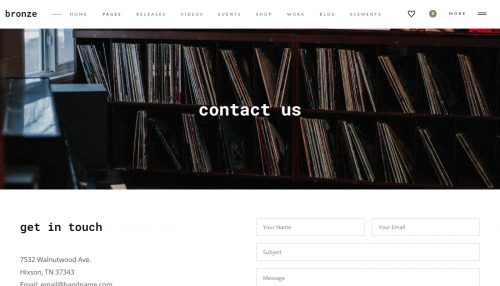 bronze HOME PAGES RELEASES VIDEOS EVENTS SHOP WORK BLOG ELEMENTS MORE
contact us
get in touch
Your Name Your Email
Subject
7532 Walnutwood Ave.
Hixson, TN 37343
Message
Email: email@bandname.com